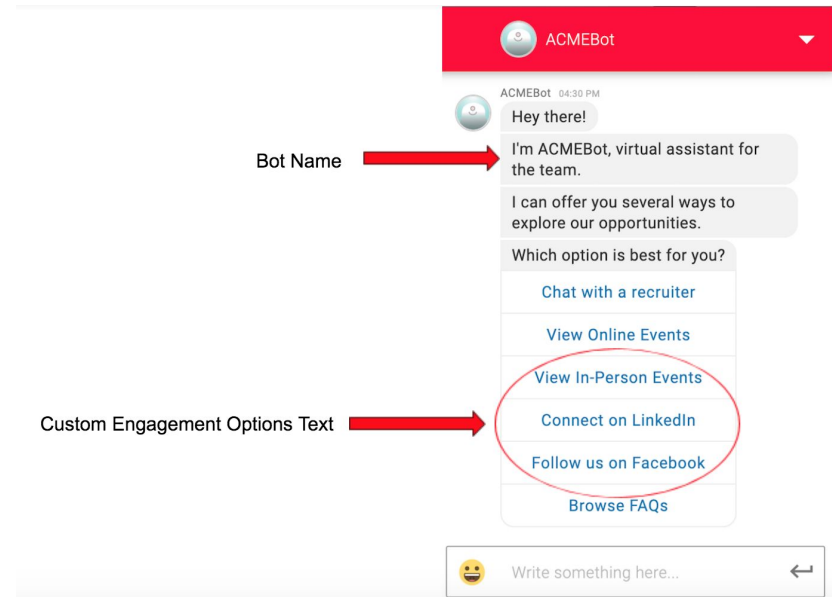 ACMEBot
ACMEBot 04:30 PM
Hey there!
Bot Name
I'm ACMEBot, virtual assistant for
the team.
I can offer you several ways to
explore our opportunities.
Which option is best for you?
Chat with a recruiter
View Online Events
View In-Person Events
Custom Engagement Options Text
Connect on LinkedIn
Follow us on Facebook
Browse FAQs
Write something here...